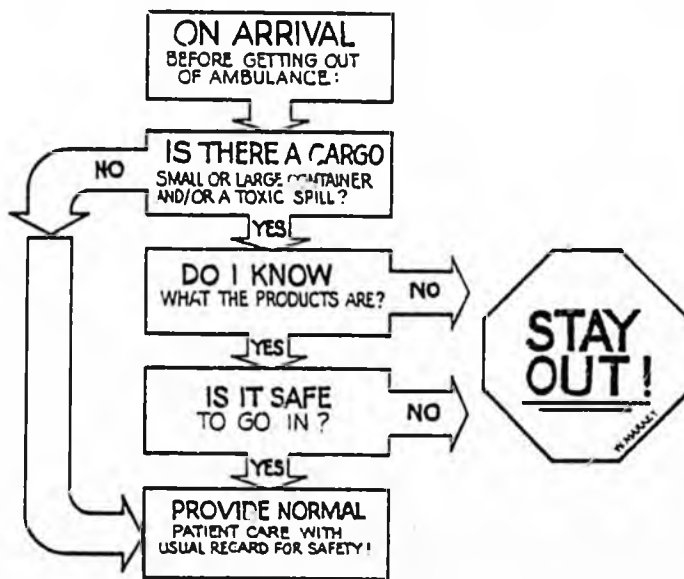 ON ARRIVAL
BEFORE GETTING OUT
OF AMBULANCE:
IS THERE A CARGO
SMALL OR LARGE CONTAINER
AND/OR A TOXIC SPILL?
NO
YES
DO I KNOW
WHAT THE PRODUCTS ARE?
NO
YES
STAY
OUT!
IS IT SAFE
TO GO IN?
NO
YES
PROVIDE NORMAL
PATIENT CARE WITH
USUAL REGARD FOR SAFETY!